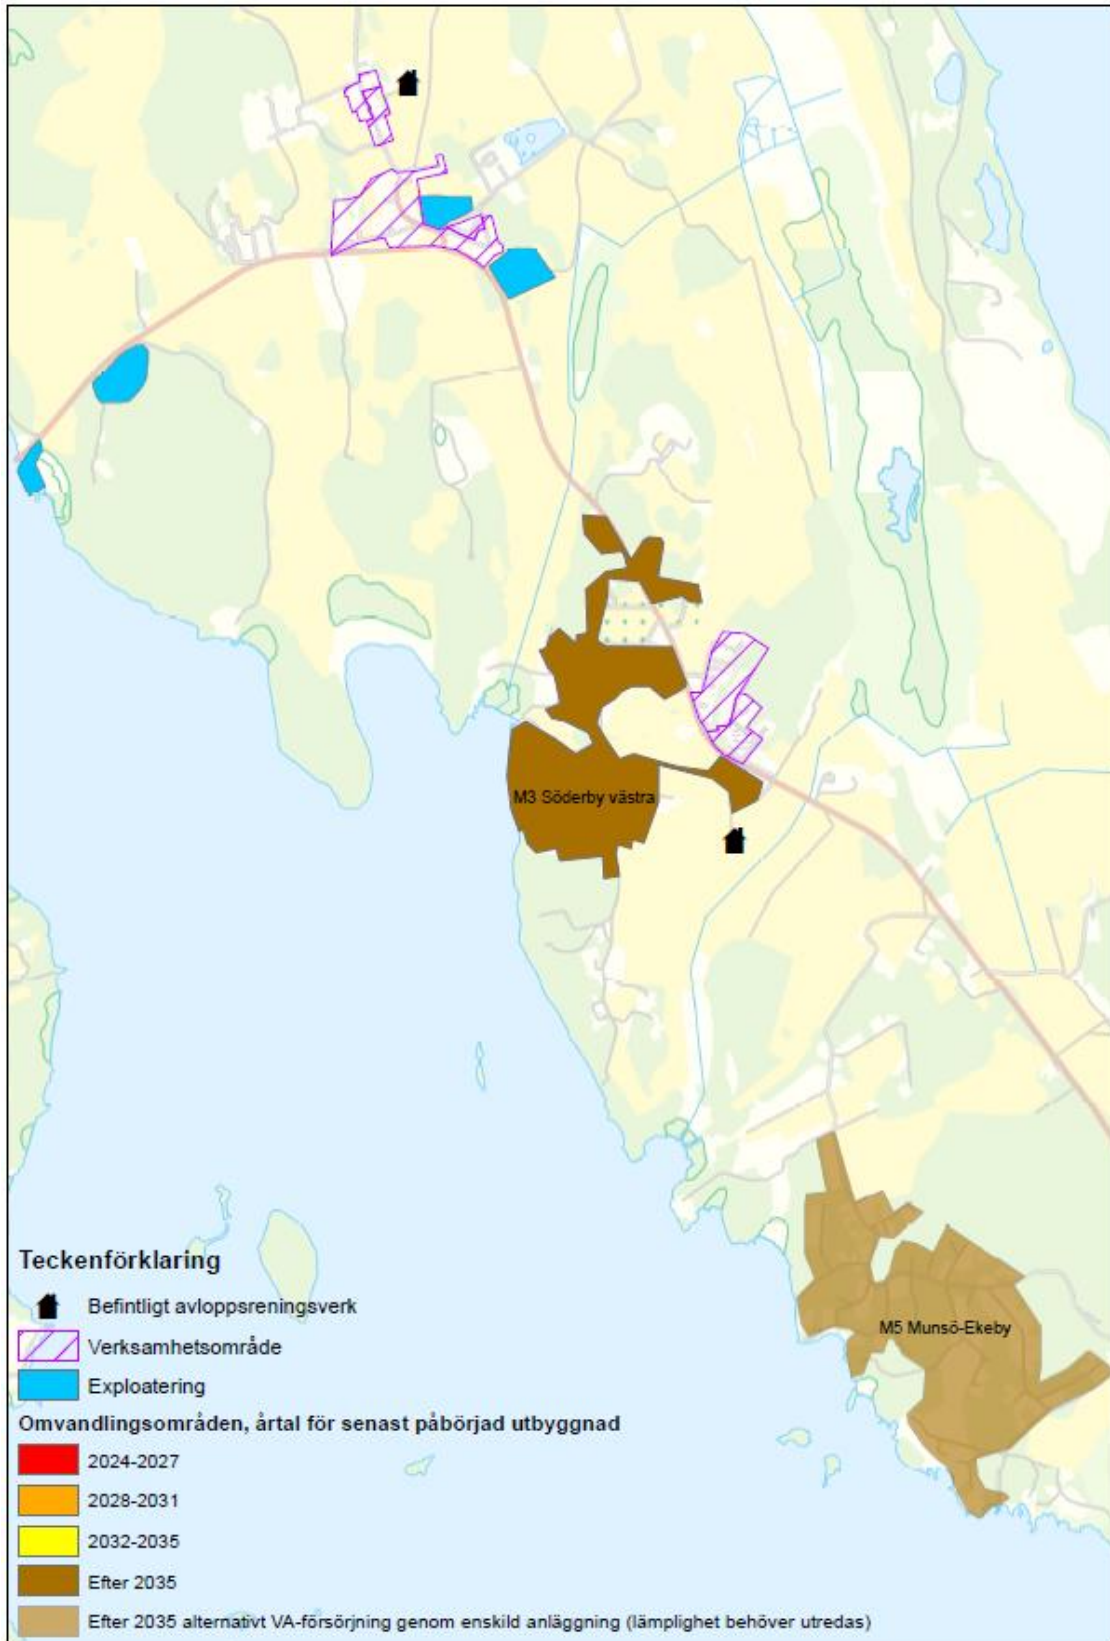 M3 Söderby västra
M5 Munsö-Ekeby
Teckenförklaring
Befintligt avloppsreningsverk
Verksamhetsområde
Exploatering
Omvandlingsområden, årtal för senast påbörjad utbyggnad
2024-2027
2028-2031
2032-2035
Efter 2035
Efter 2035 alternativt VA-försörjning genom enskild anläggning (lämplighet behöver utredas)